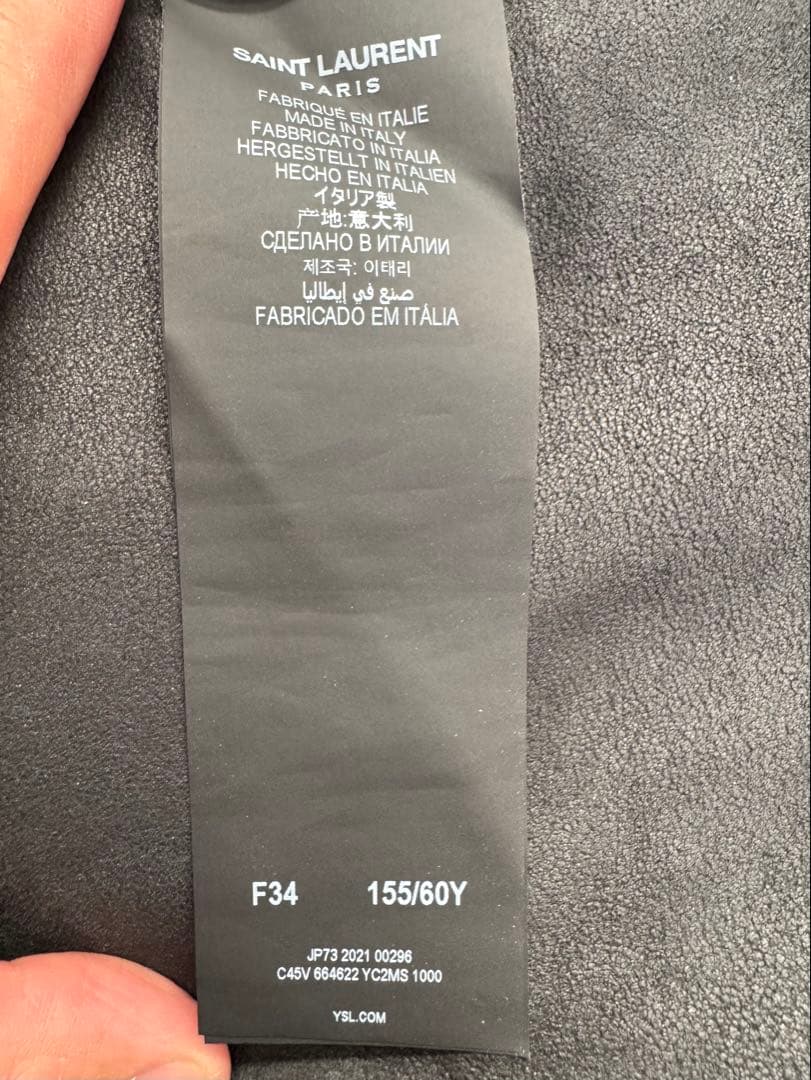 SAINT LAURENT
PARIS
FABRIQUÉ EN ITALIE
MADE IN ITALY
FABBRICATO IN ITALIA
HERGESTELLT IN ITALIEN
HECHO EN ITALIA
イタリア製
产地:意大利
СДЕЛАНО В ИТАЛИИ
제조국: 이태리
صنع في إيطاليا
FABRICADO EM ITÁLIA
F34 155/60Y
JP73 2021 00296
C45V 664622 YC2MS 1000
YSL.COM